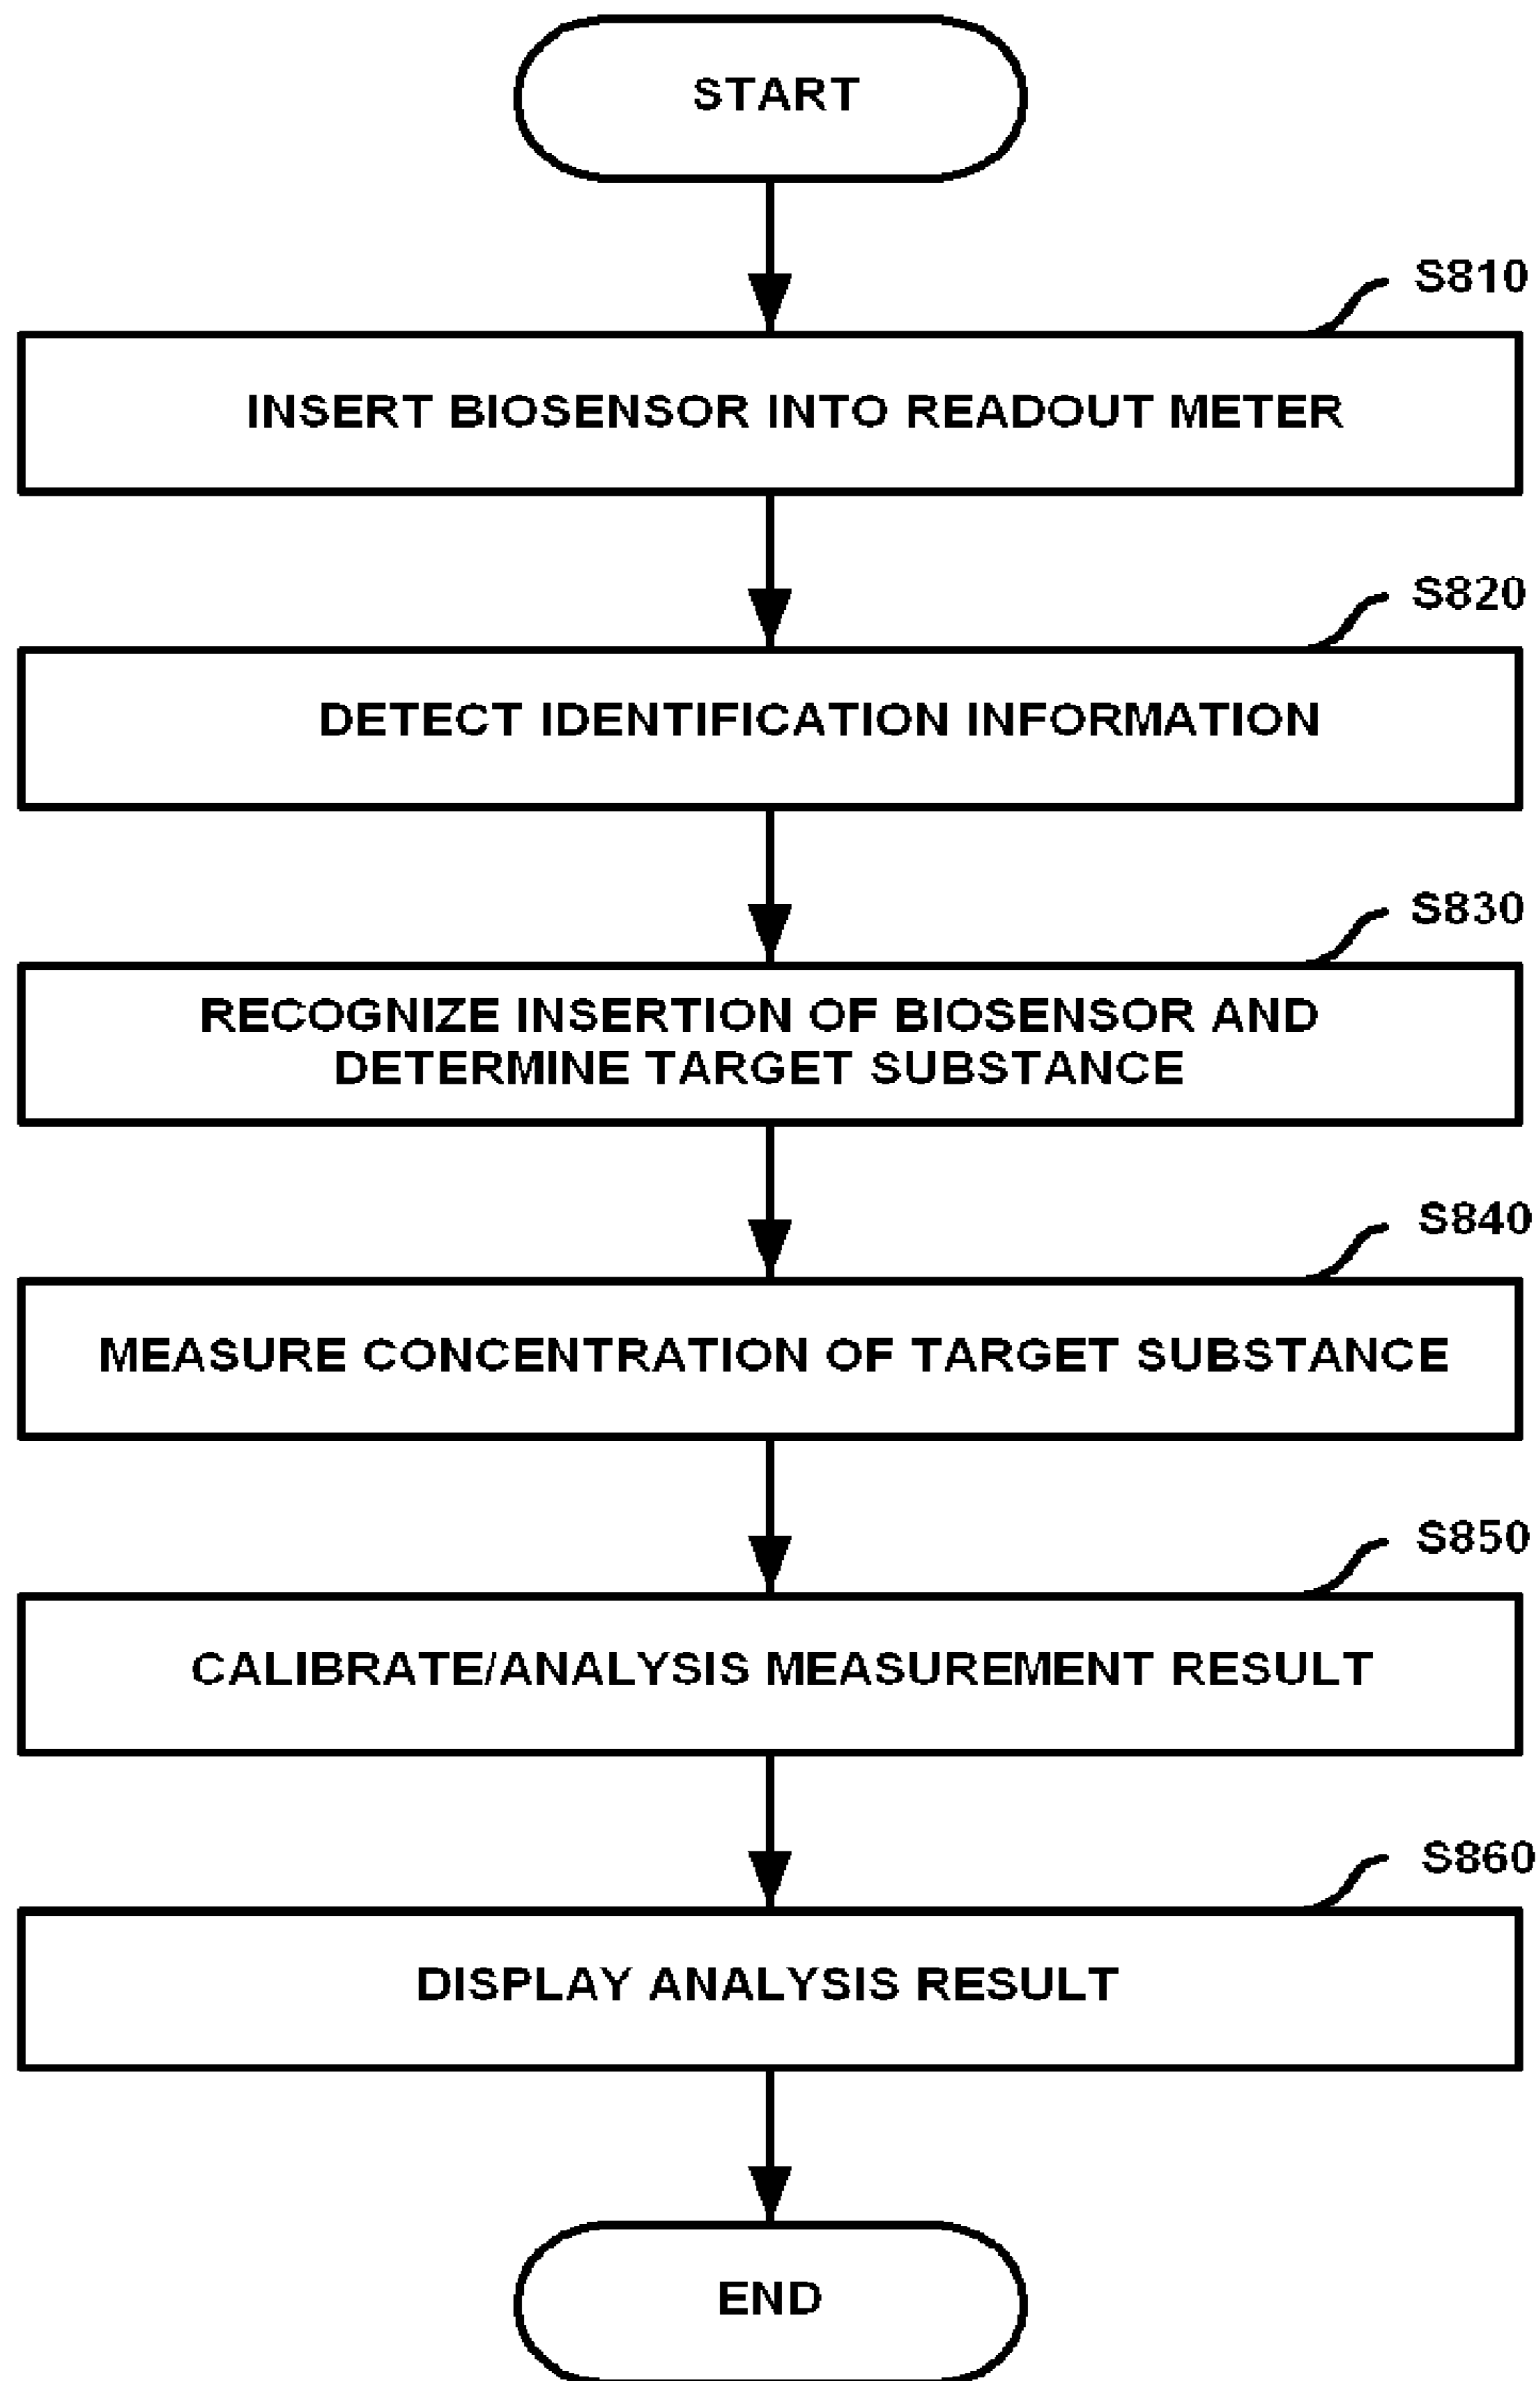 START
S810
INSERT BIOSENSOR INTO READOUT METER
S820
DETECT IDENTIFICATION INFORMATION
S830
RECOGNIZE INSERTION OF BIOSENSOR AND
DETERMINE TARGET SUBSTANCE
S840
MEASURE CONCENTRATION OF TARGET SUBSTANCE
S850
CALIBRATE/ANALYSIS MEASUREMENT RESULT
S860
DISPLAY ANALYSIS RESULT
END